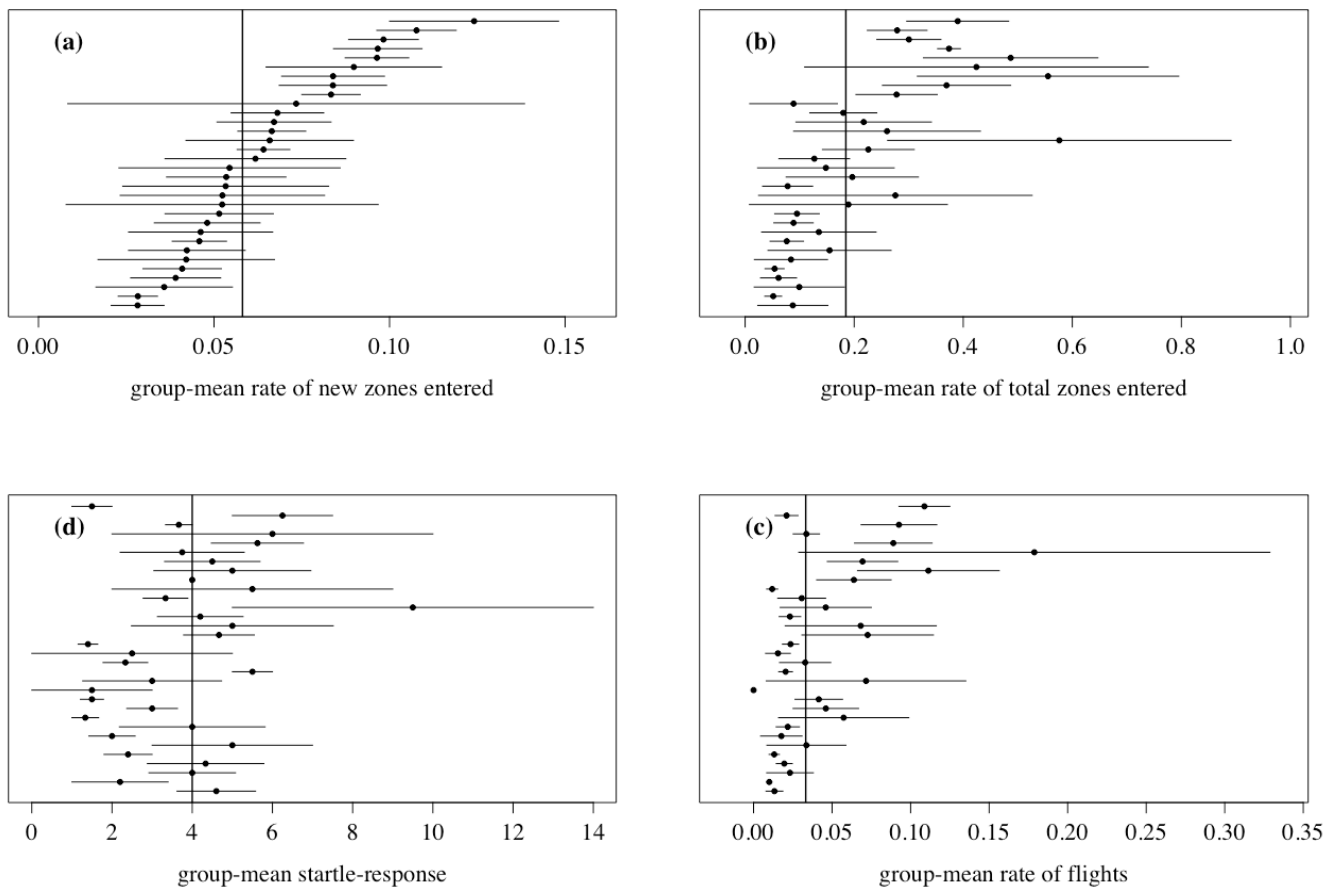 (a)
0.00 0.05 0.10 0.15
group-mean rate of new zones entered
(b)
0.0 0.2 0.4 0.6 0.8 1.0
group-mean rate of total zones entered
(d)
0 2 4 6 8 10 12 14
group-mean startle-response
(c)
0.00 0.05 0.10 0.15 0.20 0.25 0.30 0.35
group-mean rate of flights